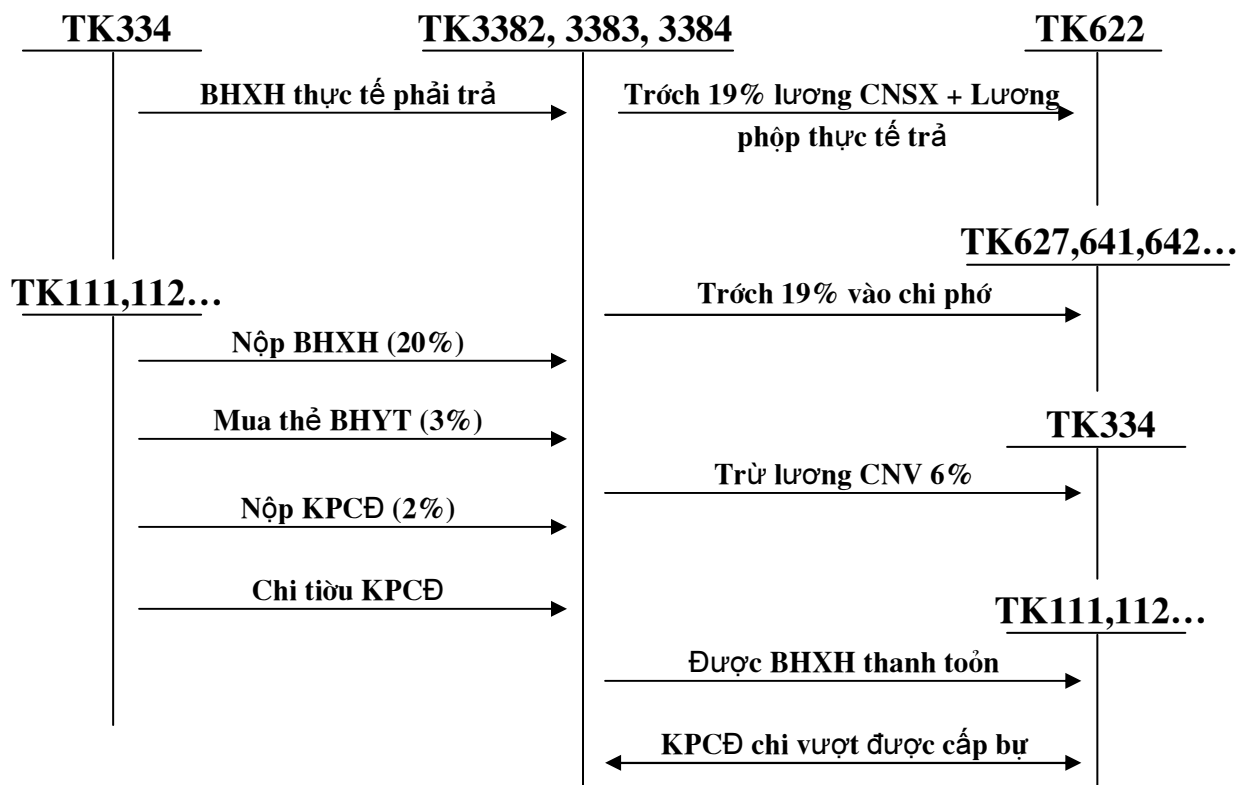 TK334
TK3382, 3383, 3384
TK622
BHXH thực tế phải trả
Trớch 19% lương CNSX + Lương
phộp thực tế trả
TK627,641,642…
TK111,112…
Trớch 19% vào chi phớ
Nộp BHXH (20%)
Mua thẻ BHYT (3%)
TK334
Trừ lương CNV 6%
Nộp KPCĐ (2%)
Chi tiờu KPCĐ
TK111,112…
Được BHXH thanh toỏn
KPCĐ chi vượt được cấp bự